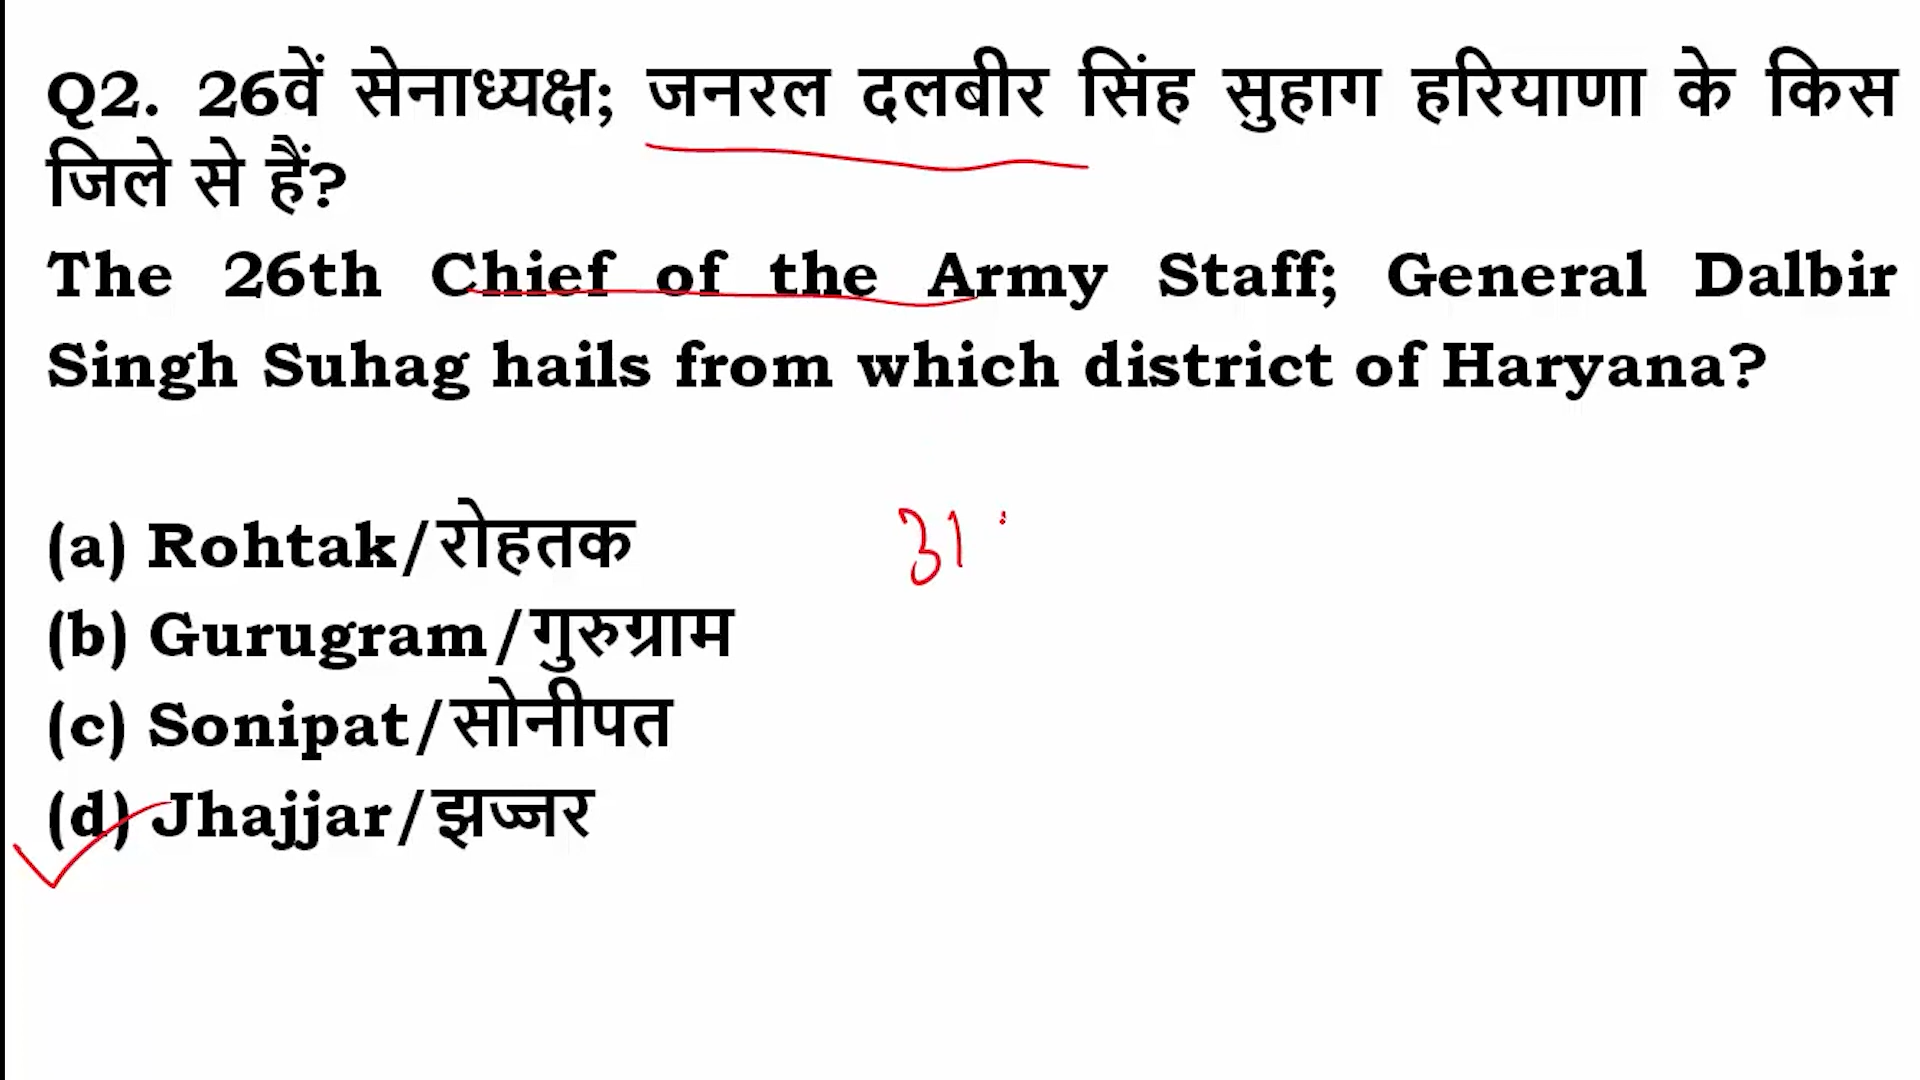 Q2. 26वें सेनाध्यक्ष; जनरल दलबीर सिंह सुहाग हरियाणा के किस
जिले से हैं?
The 26th Chief of the Army Staff; General Dalbir
Singh Suhag hails from which district of Haryana?
(a) Rohtak/रोहतक
31
(b) Gurugram/गुरुग्राम
(c) Sonipat/सोनीपत
(d) Jhajjar/झज्जर